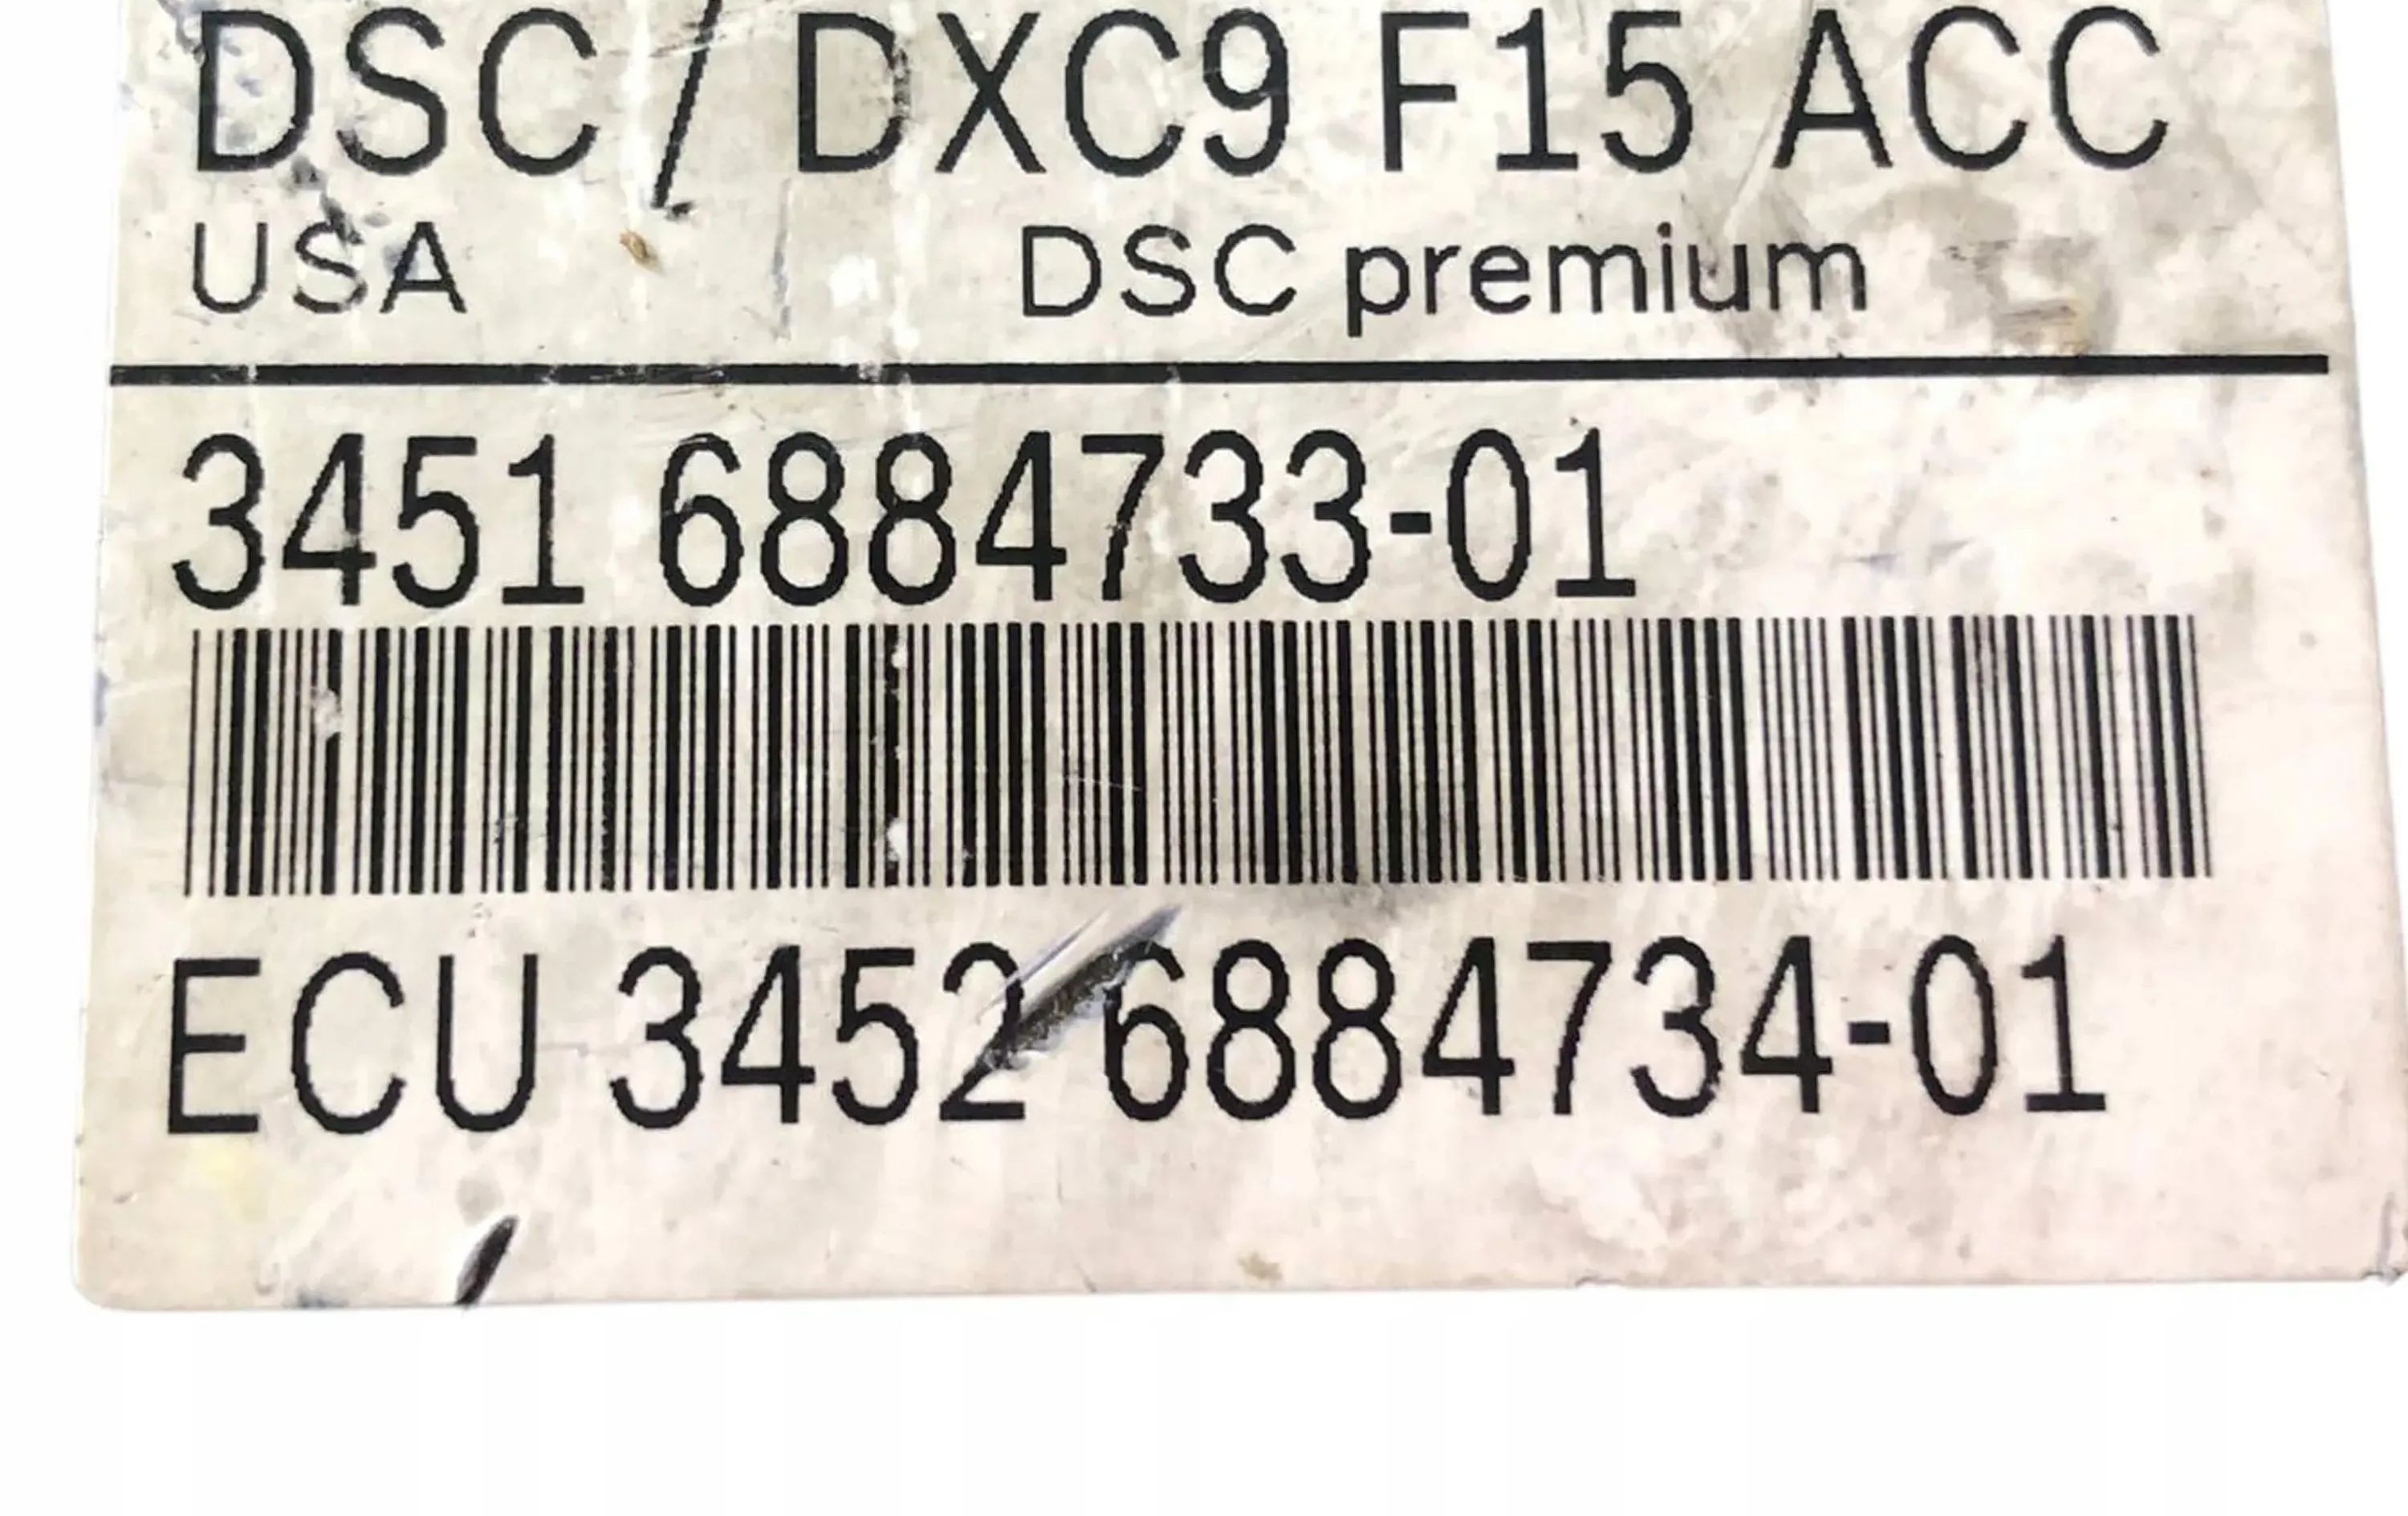 DSC / DXC9 F15 ACC
USA DSC premium
3451 6884733-01
ECU 3452 6884734-01